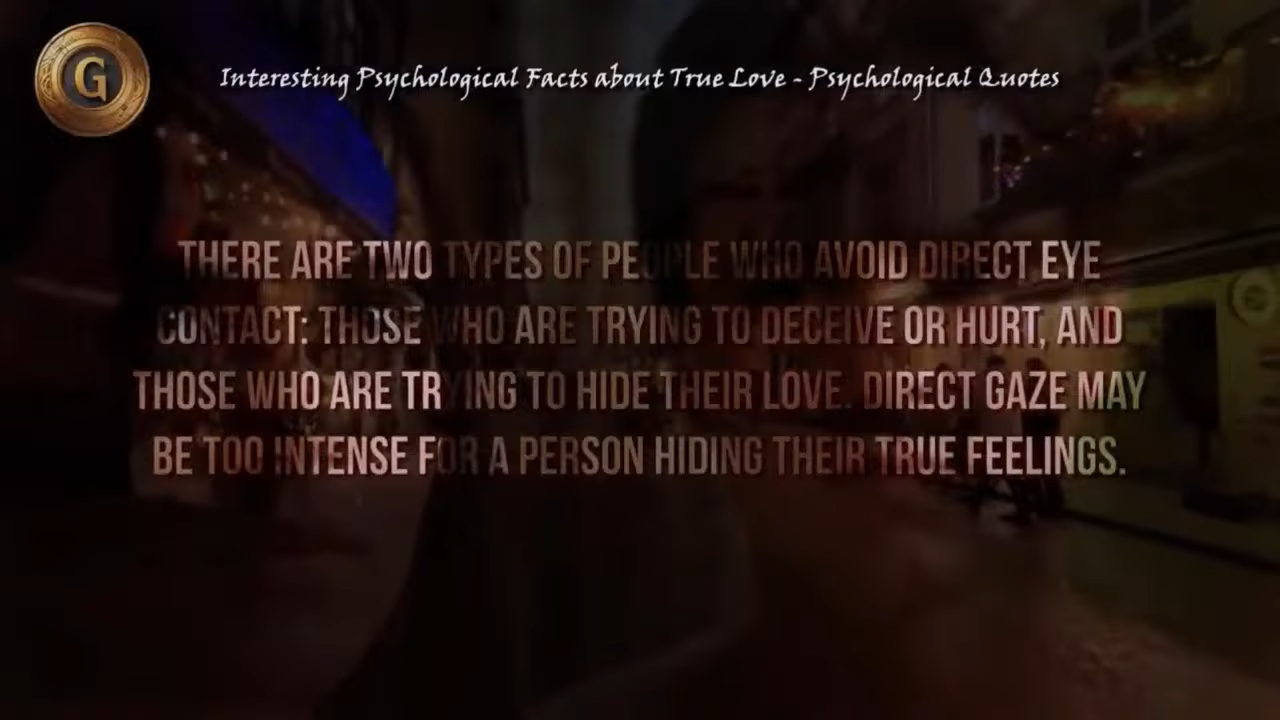 G
Interesting Psychological Facts about True Love - Psychological Quotes
THERE ARE TWO TYPES OF PEOPLE WHO AVOID DIRECT EYE
CONTACT: THOSE WHO ARE TRYING TO DECEIVE OR HURT, AND
THOSE WHO ARE TRYING TO HIDE THEIR LOVE. DIRECT GAZE MAY
BE TOO INTENSE FOR A PERSON HIDING THEIR TRUE FEELINGS.